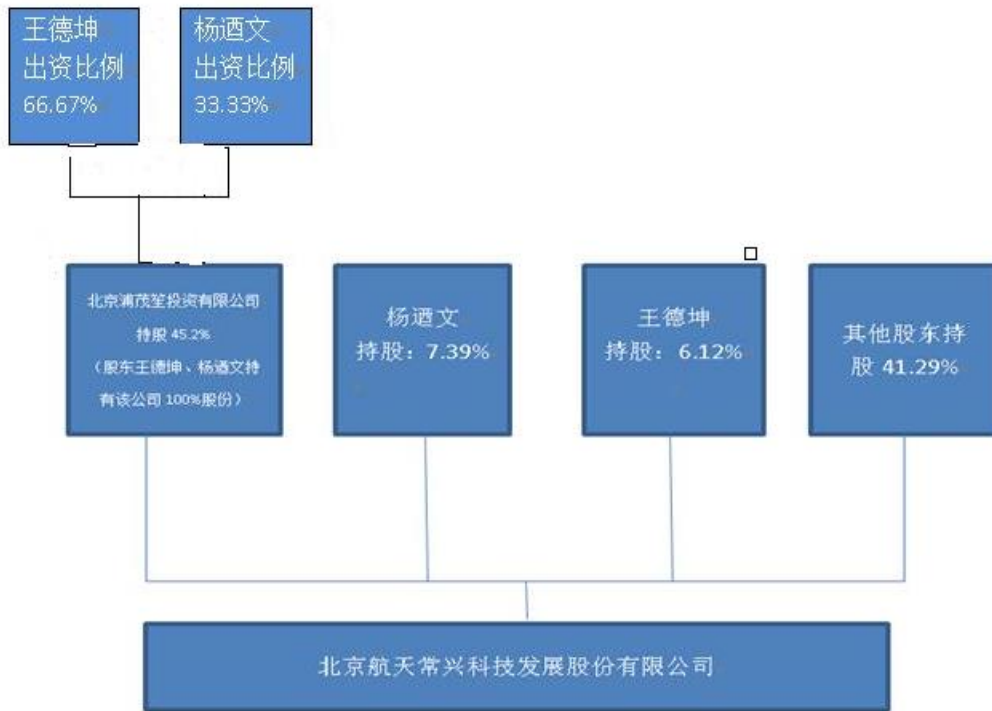 王德坤
出资比例
66.67%
杨迺文
出资比例
33.33%
北京浦茂笙投资有限公司
持股 45.2%
（股东王德坤、杨迺文持
有该公司 100%股份）
杨迺文
持股：7.39%
王德坤
持股：6.12%
其他股东持
股 41.29%
北京航天常兴科技发展股份有限公司